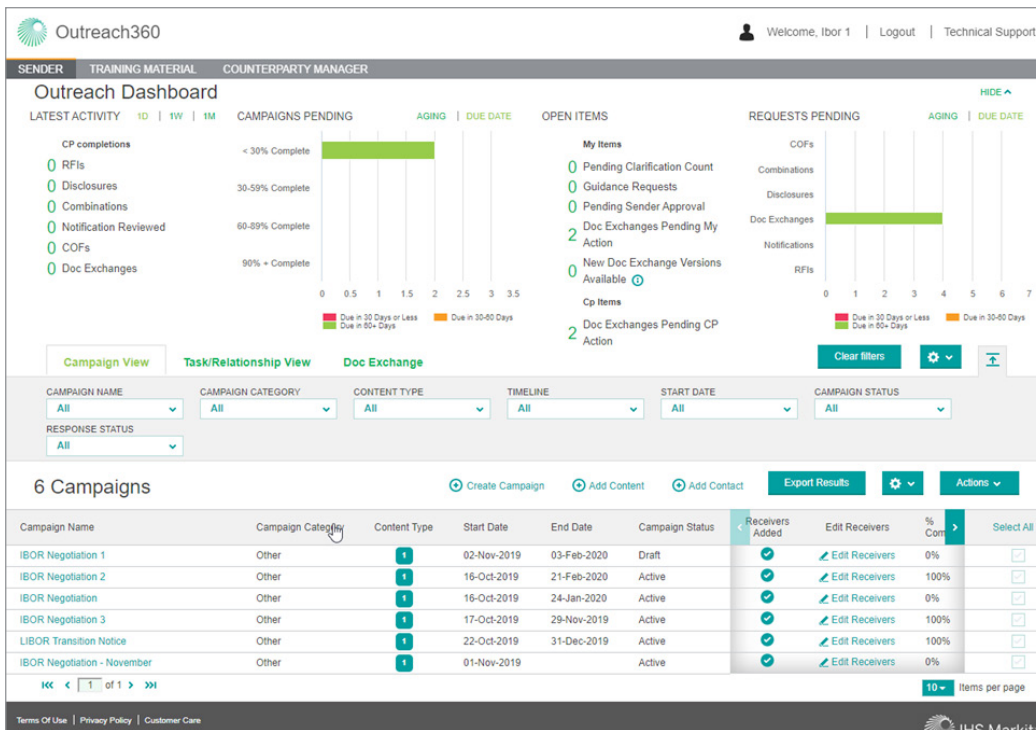 Outreach360
Welcome, Ibor 1 | Logout | Technical Support
SENDER TRAINING MATERIAL COUNTERPARTY MANAGER
Outreach Dashboard
HIDE
LATEST ACTIVITY 1D | 1W | 1M
CP completions
0 RFIs
0 Disclosures
0 Combinations
0 Notification Reviewed
0 COFs
0 Doc Exchanges
CAMPAIGNS PENDING AGING | DUE DATE
< 30% Complete
30-59% Complete
60-89% Complete
90% + Complete
0 0.5 1 1.5 2 2.5 3 3.5
Due in 30 Days or Less Due in 30-60 Days
Due in 60+ Days
OPEN ITEMS
My Items
0 Pending Clarification Count
0 Guidance Requests
0 Pending Sender Approval
2 Doc Exchanges Pending My
Action
0 New Doc Exchange Versions
Available
Cp Items
2 Doc Exchanges Pending CP
Action
REQUESTS PENDING AGING | DUE DATE
COFs
Combinations
Disclosures
Doc Exchanges
Notifications
RFIs
0 1 2 3 4 5 6 7
Due in 30 Days or Less Due in 30-60 Days
Due in 60+ Days
Campaign View Task/Relationship View Doc Exchange Clear filters
CAMPAIGN NAME CAMPAIGN CATEGORY CONTENT TYPE TIMELINE START DATE CAMPAIGN STATUS
All All All All All All
RESPONSE STATUS
All
6 Campaigns Create Campaign Add Content Add Contact Export Results Actions
Campaign Name Campaign Category Content Type Start Date End Date Campaign Status Receivers Added Edit Receivers % Com Select All
IBOR Negotiation 1 Other 1 02-Nov-2019 03-Feb-2020 Draft Edit Receivers 0%
IBOR Negotiation 2 Other 1 16-Oct-2019 21-Feb-2020 Active Edit Receivers 100%
IBOR Negotiation Other 1 16-Oct-2019 24-Jan-2020 Active Edit Receivers 0%
IBOR Negotiation 3 Other 1 17-Oct-2019 29-Nov-2019 Active Edit Receivers 100%
LIBOR Transition Notice Other 1 22-Oct-2019 31-Dec-2019 Active Edit Receivers 100%
IBOR Negotiation - November Other 1 01-Nov-2019 Active Edit Receivers 0%
1 of 1 10 Items per page
Terms Of Use | Privacy Policy | Customer Care
IHS Markit